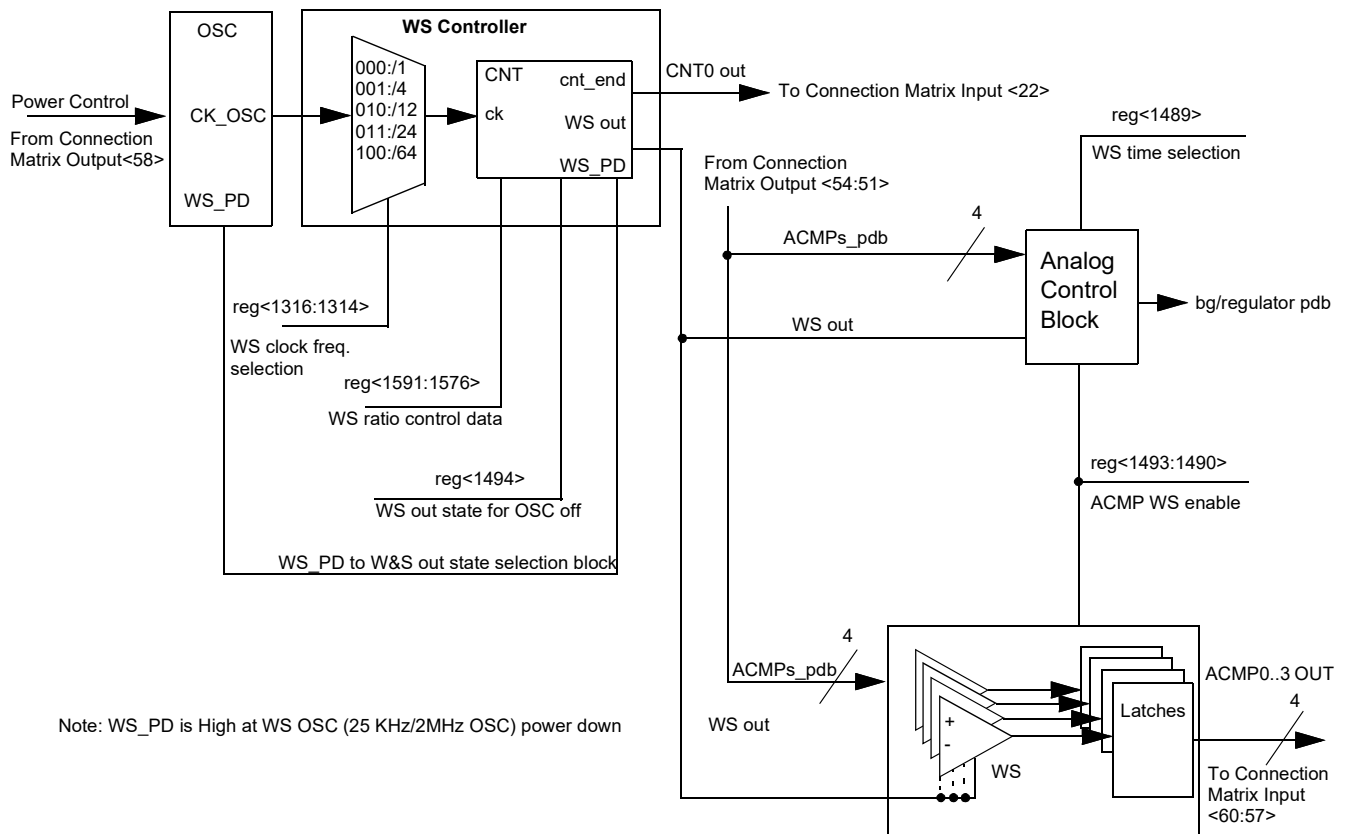 OSC
CK_OSC
WS_PD
Power Control
From Connection
Matrix Output<58>
WS Controller
000:/1
001:/4
010:/12
011:/24
100:/64
CNT
cnt_end
ck
WS out
WS_PD
CNT0 out
To Connection Matrix Input <22>
reg<1489>
WS time selection
From Connection
Matrix Output <54:51>
4
ACMPs_pdb
Analog
Control
Block
bg/regulator pdb
WS out
reg<1316:1314>
WS clock freq.
selection
reg<1591:1576>
WS ratio control data
reg<1494>
WS out state for OSC off
WS_PD to W&S out state selection block
reg<1493:1490>
ACMP WS enable
4
ACMPs_pdb
WS out
+
-
WS
Latches
ACMP0..3 OUT
4
To Connection
Matrix Input
<60:57>
Note: WS_PD is High at WS OSC (25 KHz/2MHz OSC) power down